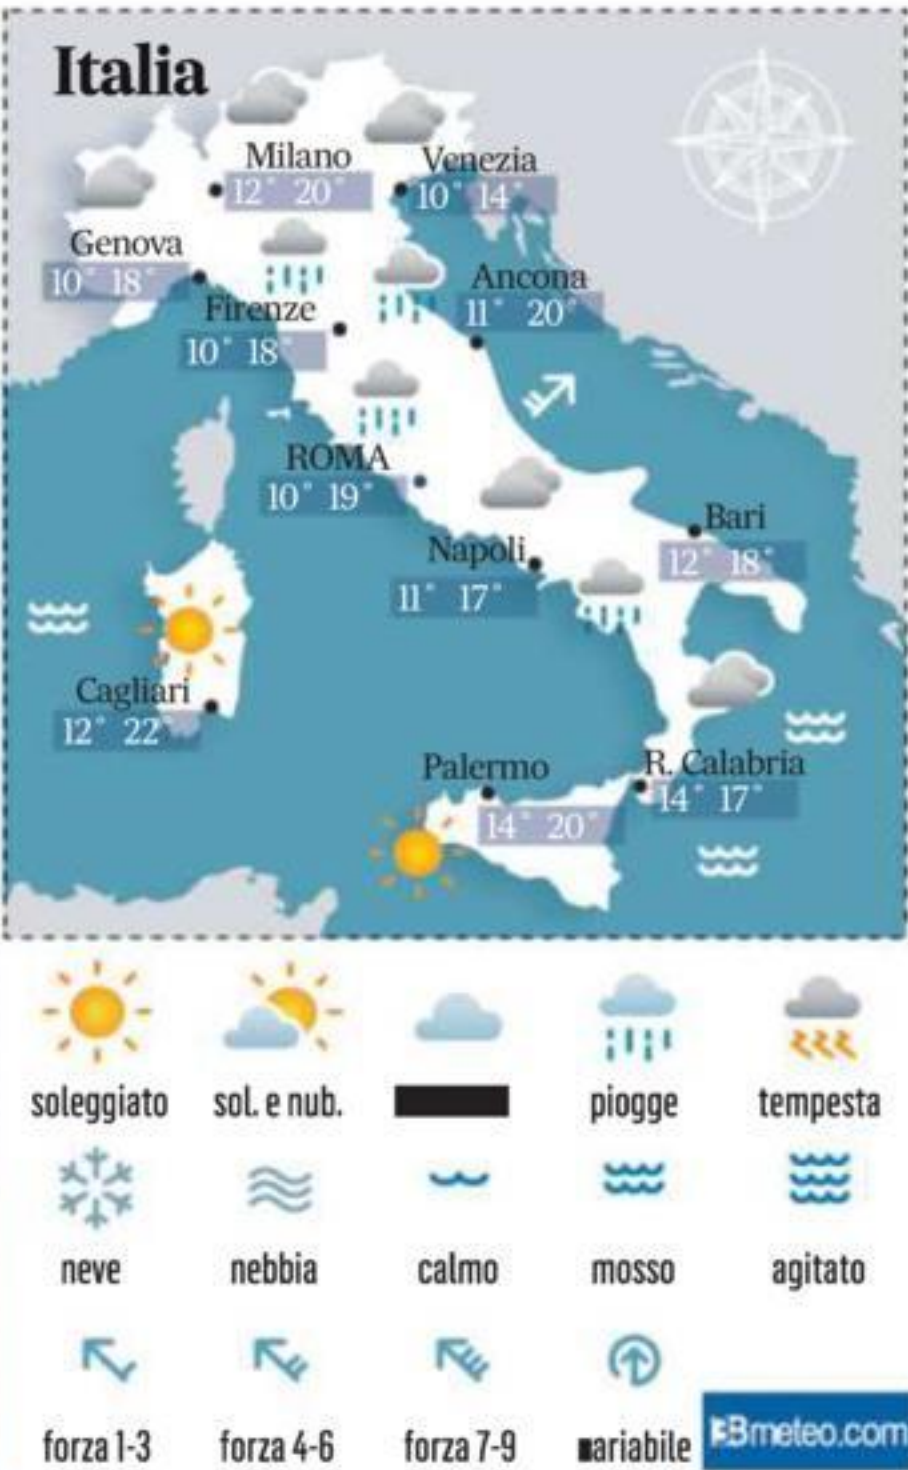 Italia
Milano
12° 20°
Venezia
10° 14°
Genova
10° 18°
Firenze
10° 18°
Ancona
11° 20°
ROMA
10° 19°
Bari
12° 18°
Napoli
11° 17°
Cagliari
12° 22°
Palermo
14° 20°
R. Calabria
14° 17°
soleggiato sol. e nub. piogge tempesta
neve nebbia calmo mosso agitato
forza 1-3 forza 4-6 forza 7-9 ariabile
3Bmeteo.com